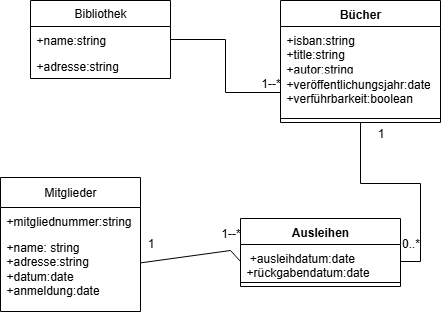 Bibliothek
+name:string
+adresse:string
Bücher
+isban:string
+title:string
+autor:string
+veröffentlichungsjahr:date
+verführbarkeit:boolean
1--*
1
Mitglieder
+mitgliednummer:string
+name: string
+adresse:string
+datum:date
+anmeldung:date
1
1--*
Ausleihen
+ausleihdatum:date
+rückgabendatum:date
0..*